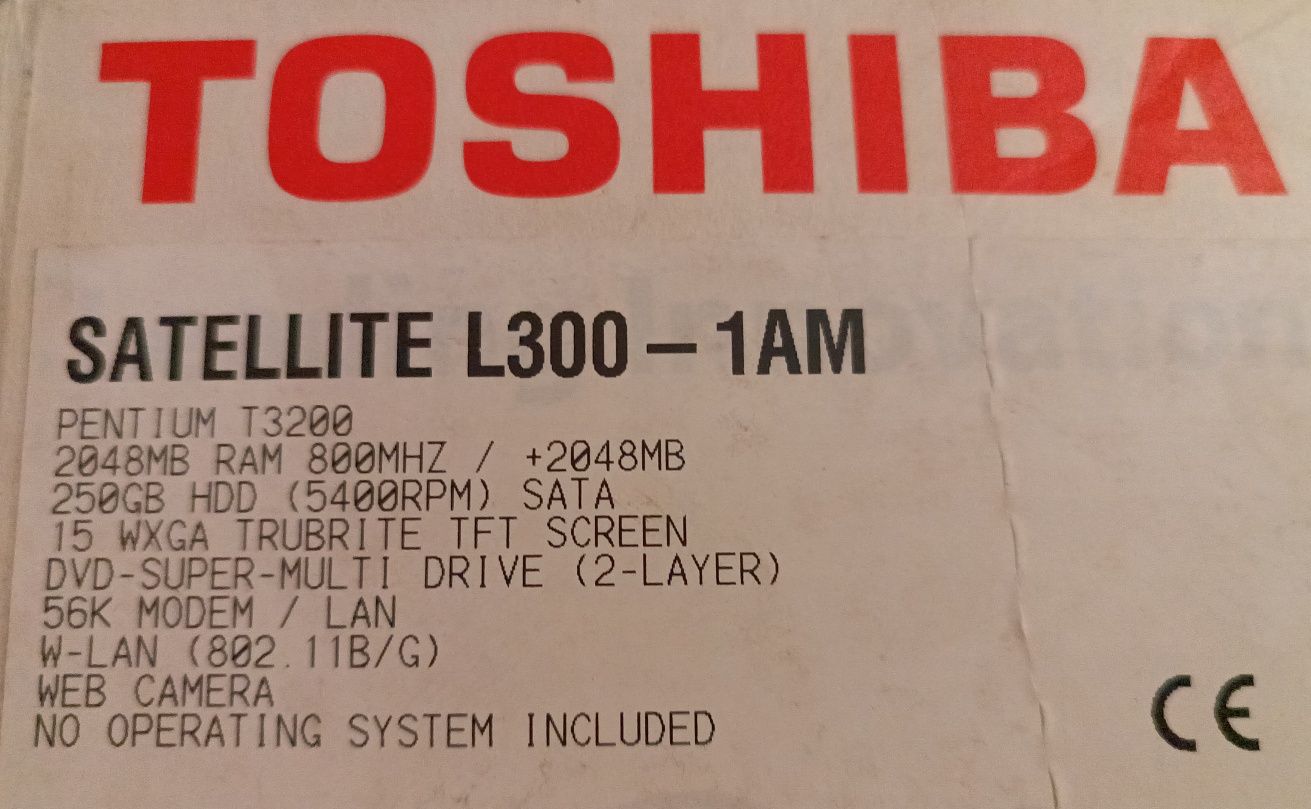 TOSHIBA
SATELLITE L300 – 1AM
PENTIUM T3200
2048MB RAM 800MHZ / +2048MB
250GB HDD (5400RPM) SATA
15 WXGA TRUBRITE TFT SCREEN
DVD-SUPER-MULTI DRIVE (2-LAYER)
56K MODEM / LAN
W-LAN (802.11B/G)
WEB CAMERA
NO OPERATING SYSTEM INCLUDED
CE